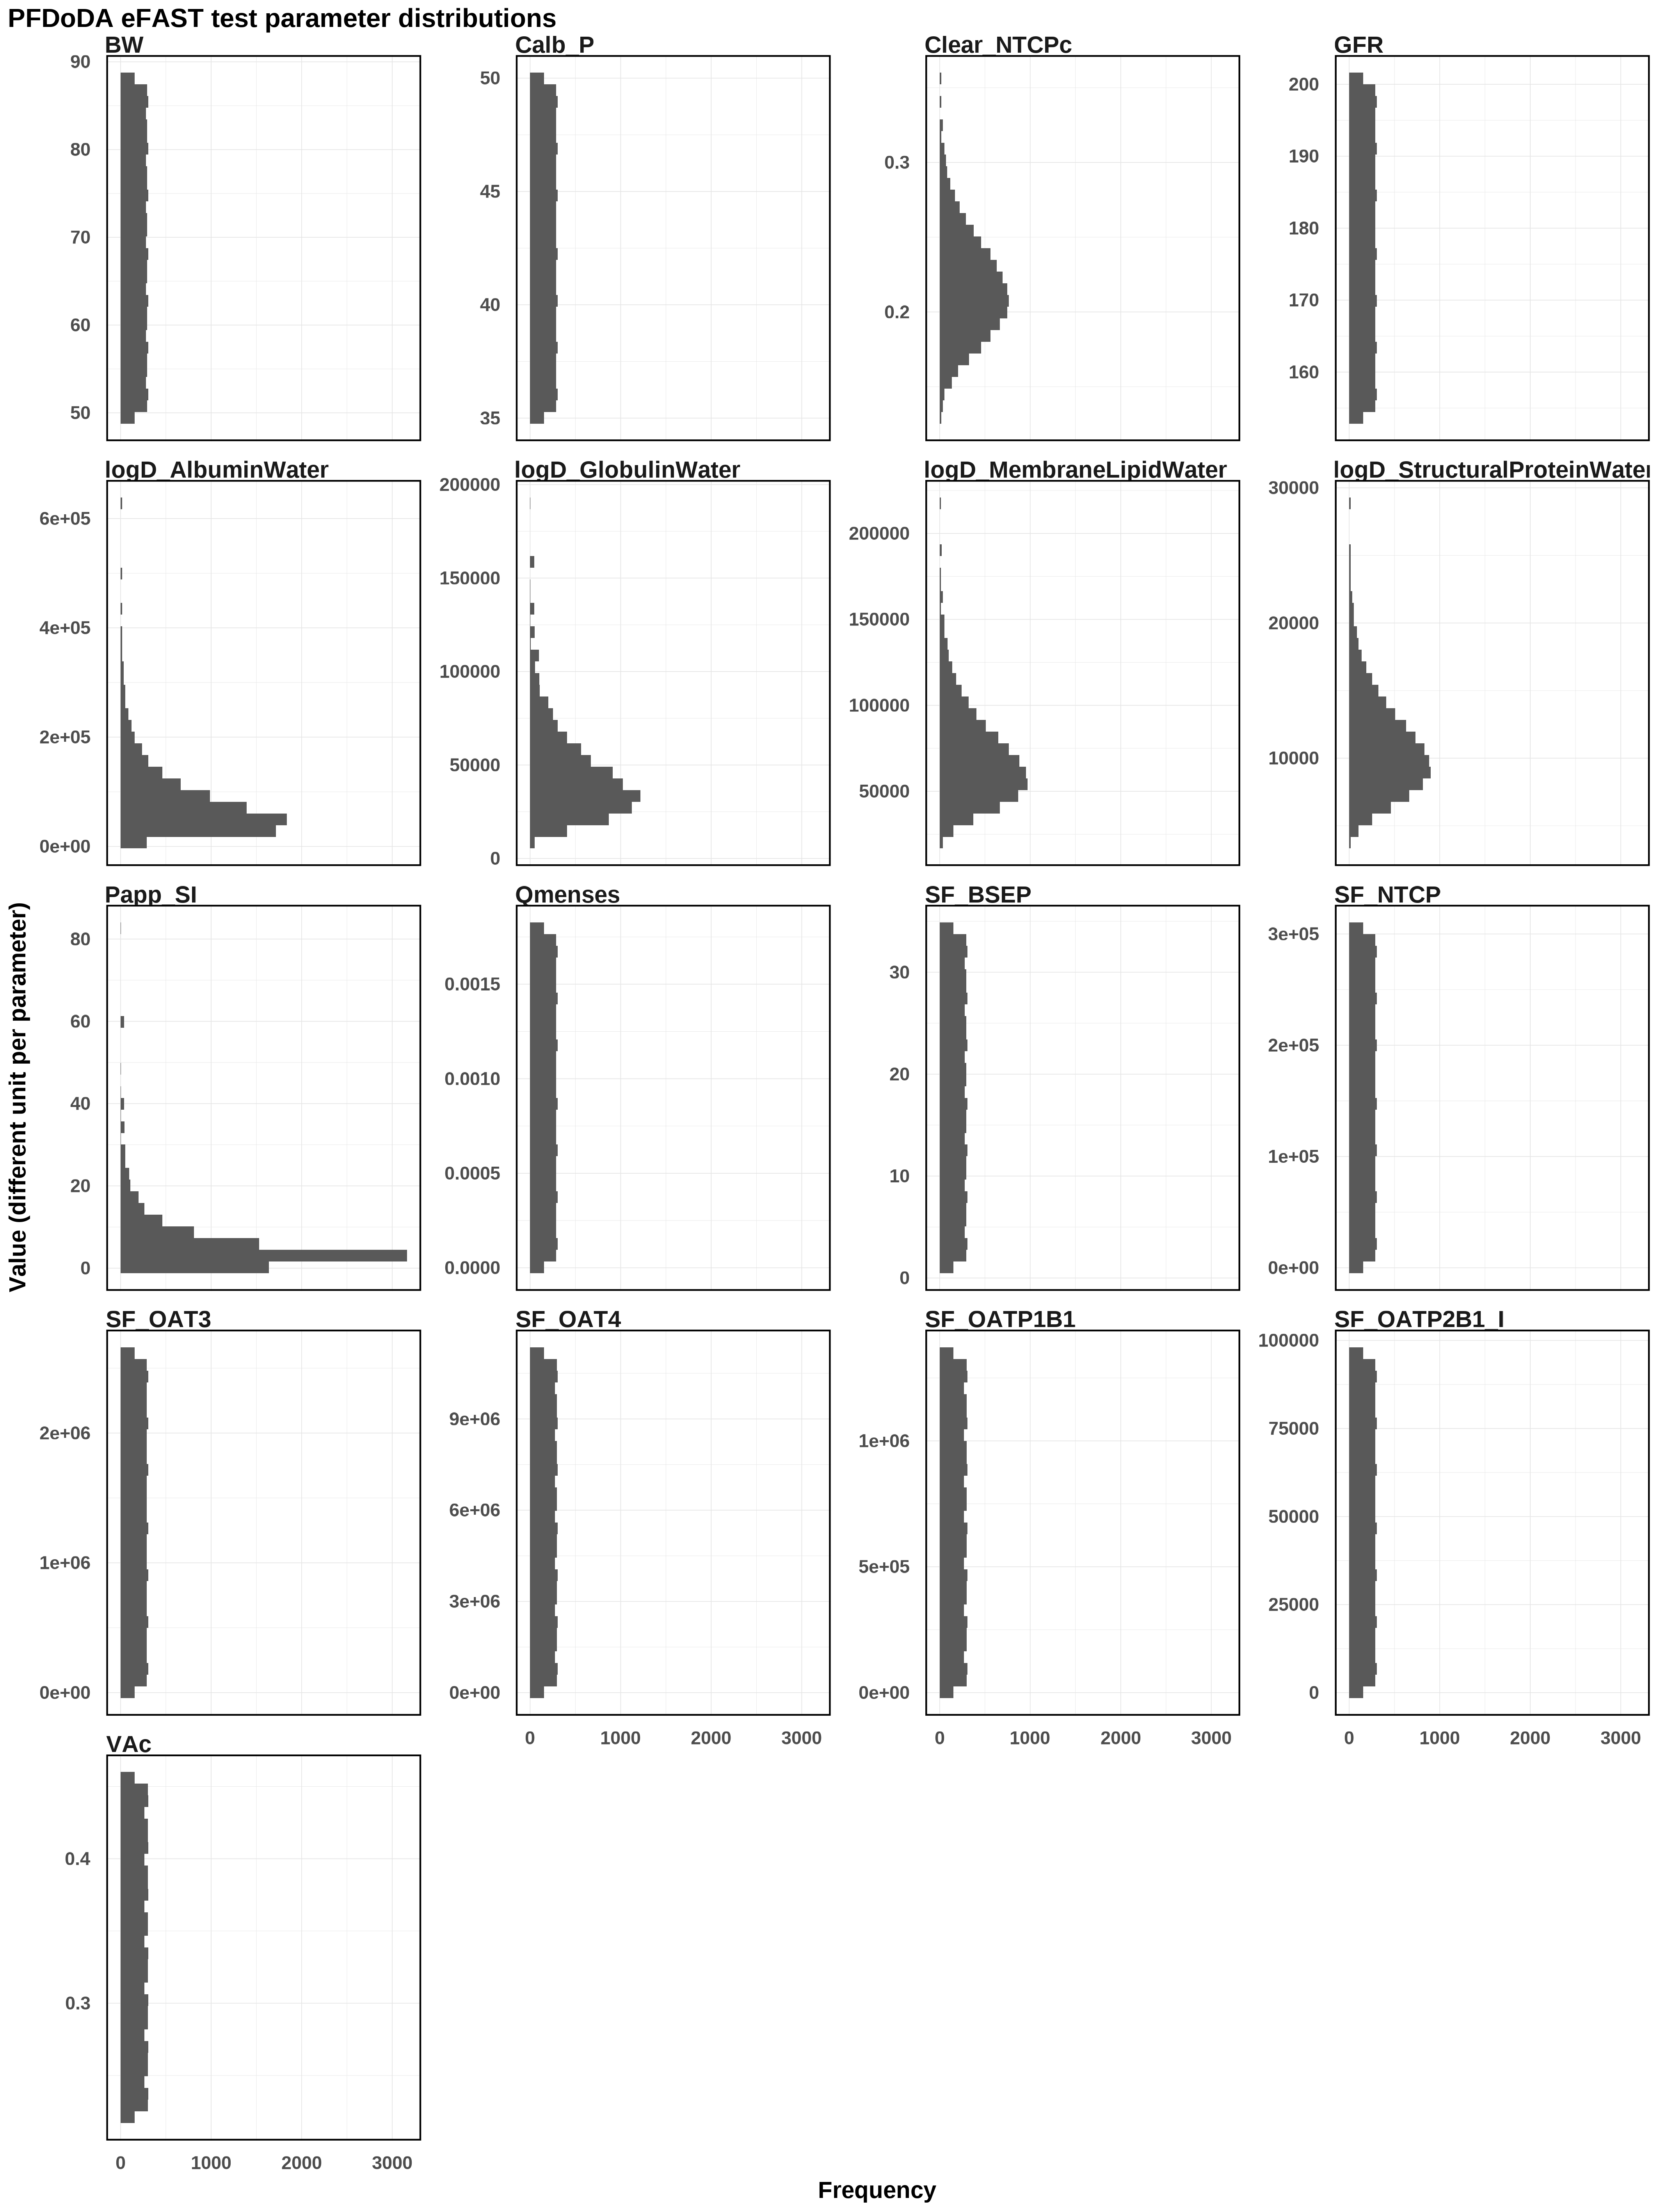 PFDoDA eFAST test parameter distributions
BW
Calb_P
Clear_NTCPc
GFR
90
80
70
60
50
50
45
40
35
0.3
0.2
200
190
180
170
160
logD_AlbuminWater
logD_GlobulinWater
logD_MembraneLipidWater
logD_StructuralProteinWater
6e+05
4e+05
2e+05
0e+00
200000
150000
100000
50000
0
200000
150000
100000
50000
30000
20000
10000
Value (different unit per parameter)
Papp_SI
Qmenses
SF_BSEP
SF_NTCP
80
60
40
20
0
0.0015
0.0010
0.0005
0.0000
30
20
10
0
3e+05
2e+05
1e+05
0e+00
SF_OAT3
SF_OAT4
SF_OATP1B1
SF_OATP2B1_I
2e+06
1e+06
0e+00
9e+06
6e+06
3e+06
0e+00
1e+06
5e+05
0e+00
100000
75000
50000
25000
0
0 1000 2000 3000
0 1000 2000 3000
0 1000 2000 3000
VAc
0.4
0.3
0 1000 2000 3000
Frequency